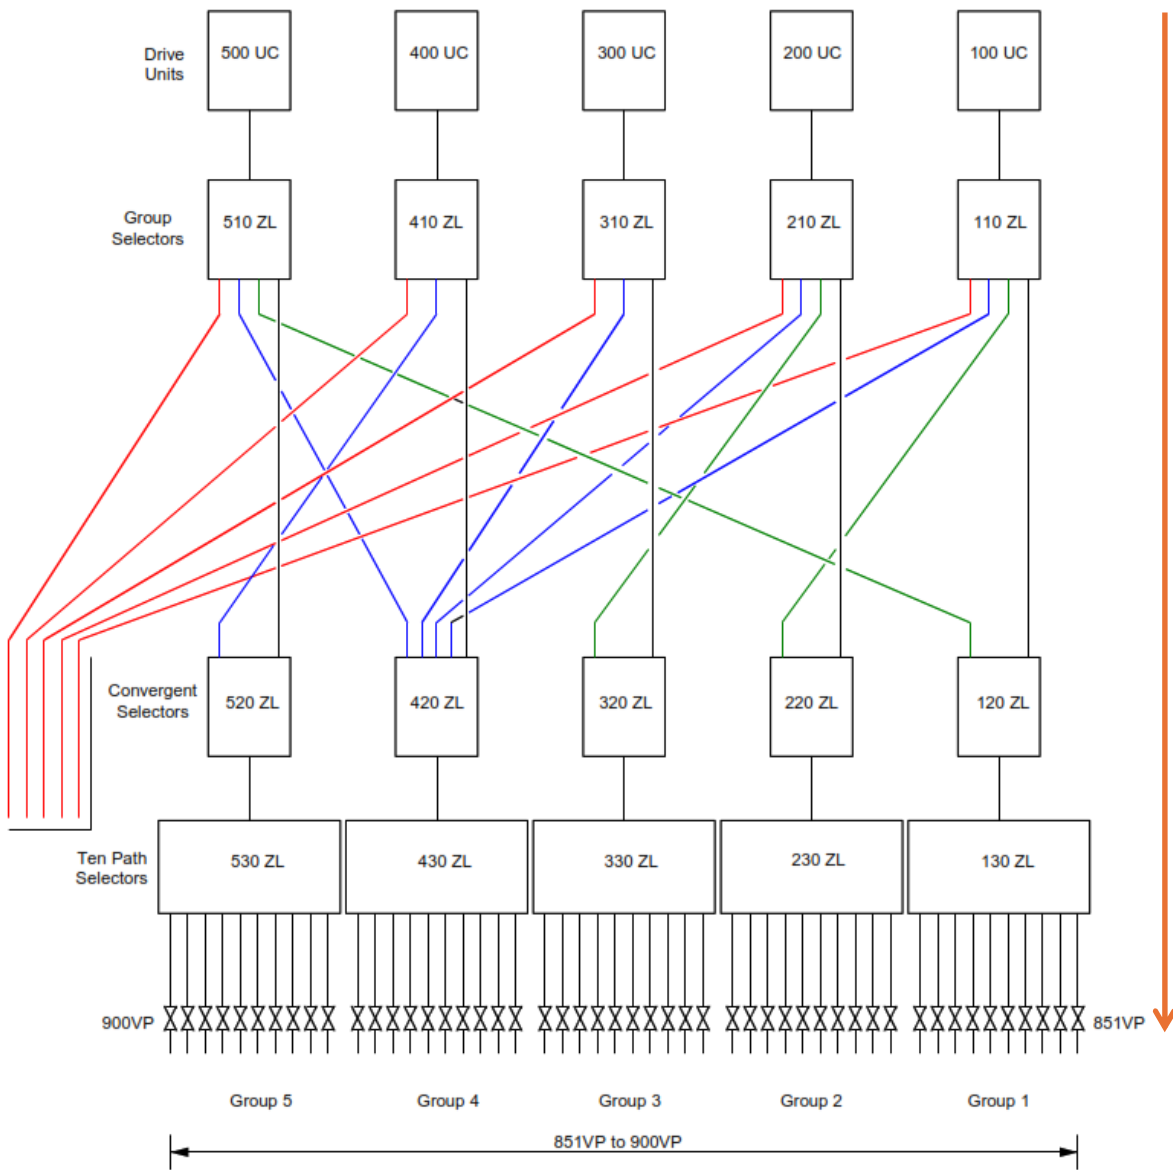 Drive
Units
500 UC
400 UC
300 UC
200 UC
100 UC
Group
Selectors
510 ZL
410 ZL
310 ZL
210 ZL
110 ZL
Convergent
Selectors
520 ZL
420 ZL
320 ZL
220 ZL
120 ZL
Ten Path
Selectors
530 ZL
430 ZL
330 ZL
230 ZL
130 ZL
900VP
851VP
Group 5
Group 4
Group 3
Group 2
Group 1
851VP to 900VP